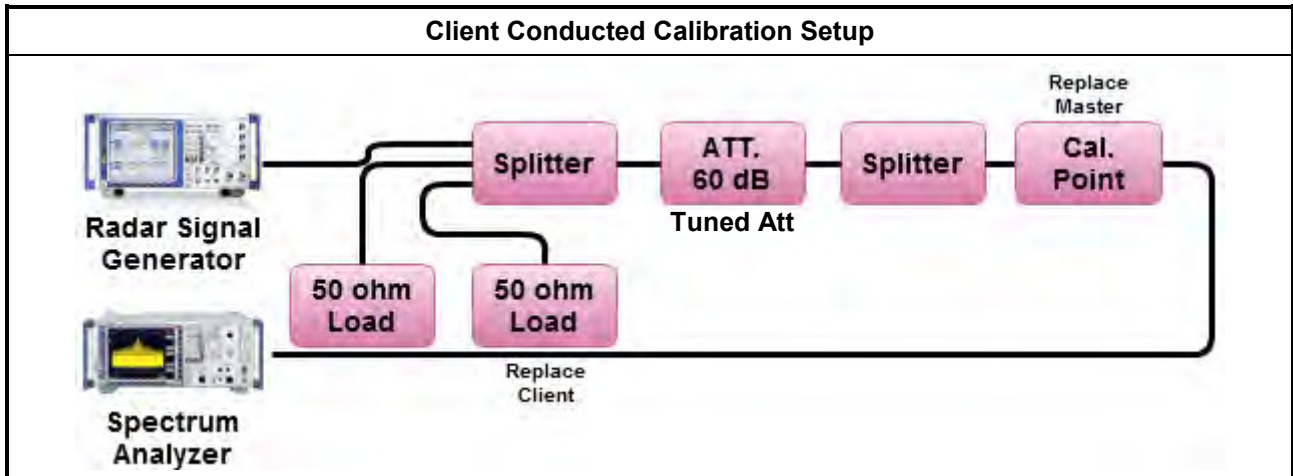 Client Conducted Calibration Setup
Replace
Master
Splitter
ATT.
60 dB
Splitter
Cal.
Point
Tuned Att
Radar Signal
Generator
50 ohm
Load
50 ohm
Load
Replace
Client
Spectrum
Analyzer